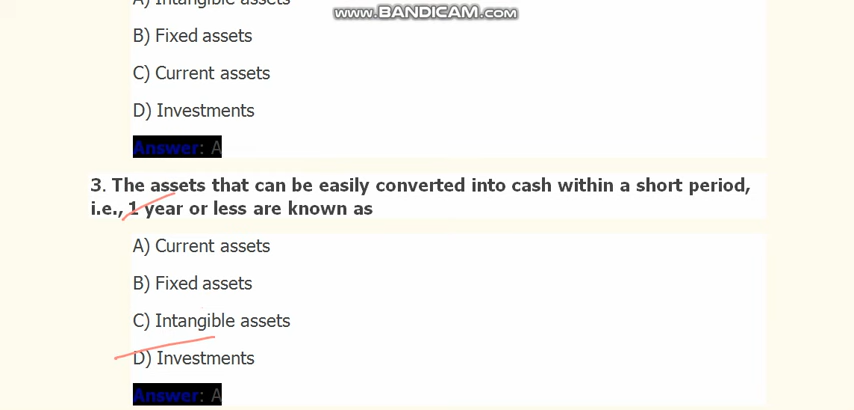 A) Intangible assets
www.BANDICAM.com
B) Fixed assets
C) Current assets
D) Investments
Answer: A
3. The assets that can be easily converted into cash within a short period,
i.e., 1 year or less are known as
A) Current assets
B) Fixed assets
C) Intangible assets
D) Investments
Answer: A